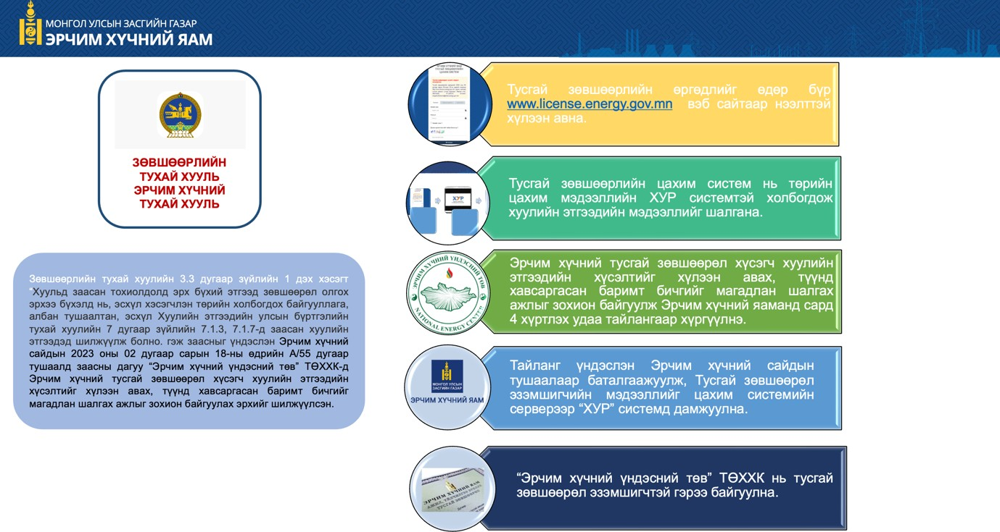 МОНГОЛ УЛСЫН ЗАСГИЙН ГАЗАР
ЭРЧИМ ХҮЧНИЙ ЯАМ
ЗӨВШӨӨРЛИЙН
ТУХАЙ ХУУЛЬ
ЭРЧИМ ХҮЧНИЙ
ТУХАЙ ХУУЛЬ
Зөвшөөрлийн тухай хуулийн 3.3 дугаар зүйлийн 1 дэх хэсэгт
“Хуульд заасан тохиолдолд эрх бүхий этгээд зөвшөөрөл олгох
эрхээ бүхэлд нь, эсхүл хэсэгчлэн төрийн холбогдох байгууллага,
албан тушаалтан, эсхүл Хуулийн этгээдийн улсын бүртгэлийн
тухай хуулийн 7 дугаар зүйлийн 7.1.3, 7.1.7-д заасан хуулийн
этгээдэд шилжүүлж болно. гэж заасныг үндэслэн Эрчим хүчний
сайдын 2023 оны 02 дугаар сарын 18-ны өдрийн А/55 дугаар
тушаалд заасны дагуу “Эрчим хүчний үндэсний төв” ТӨХХК-д
Эрчим хүчний тусгай зөвшөөрөл хүсэгч хуулийн этгээдийн
хүсэлтийг хүлээн авах, түүнд хавсаргасан баримт бичгийг
магадлан шалгах ажлыг зохион байгуулах эрхийг шилжүүлсэн.
Тусгай зөвшөөрлийн өргөдлийг өдөр бүр
www.license.energy.gov.mn вэб сайтаар нээлттэй
хүлээн авна.
ХУР
Тусгай зөвшөөрлийн цахим систем нь төрийн
цахим мэдээллийн ХУР системтэй холбогдож
хуулийн этгээдийн мэдээллийг шалгана.
ЭРЧИМ ХҮЧНИЙ ҮНДЭСНИЙ ТӨВ
NATIONAL ENERGY CENTER
Эрчим хүчний тусгай зөвшөөрөл хүсэгч хуулийн
этгээдийн хүсэлтийг хүлээн авах, түүнд
хавсаргасан баримт бичгийг магадлан шалгах
ажлыг зохион байгуулж Эрчим хүчний яаманд сард
4 хүртлэх удаа тайлангаар хүргүүлнэ.
МОНГОЛ УЛСЫН
ЗАСГИЙН ГАЗАР
ЭРЧИМ ХҮЧНИЙ ЯАМ
Тайланг үндэслэн Эрчим хүчний сайдын
тушаалаар баталгаажуулж, Тусгай зөвшөөрөл
эзэмшигчийн мэдээллийг цахим системийн
серверээр “ХУР” системд дамжуулна.
ЭРЧИМ ХҮЧНИЙ ЯАМ
ТУСГАЙ ЗӨВШӨӨРӨЛ
“Эрчим хүчний үндэсний төв” ТӨХХК нь тусгай
зөвшөөрөл эзэмшигчтэй гэрээ байгуулна.